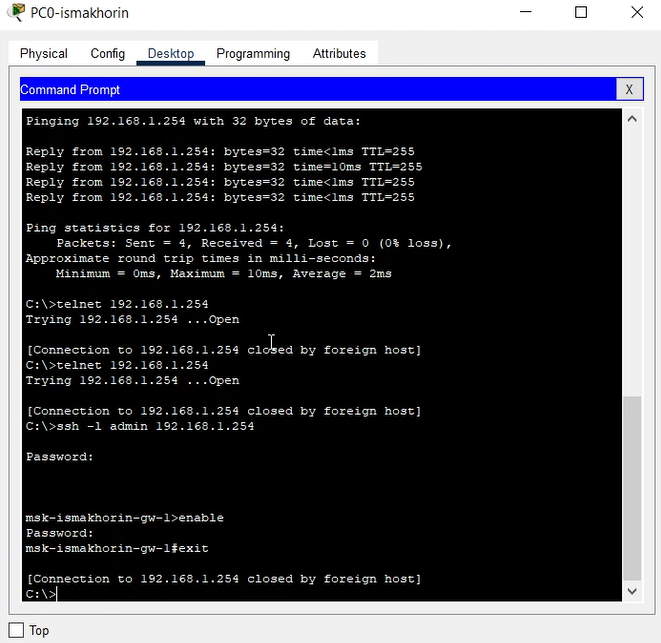 PC0-ismakhorin
Physical Config Desktop Programming Attributes
Command Prompt X
Pinging 192.168.1.254 with 32 bytes of data:
Reply from 192.168.1.254: bytes=32 time<1ms TTL=255
Reply from 192.168.1.254: bytes=32 time=10ms TTL=255
Reply from 192.168.1.254: bytes=32 time<1ms TTL=255
Reply from 192.168.1.254: bytes=32 time<1ms TTL=255
Ping statistics for 192.168.1.254:
Packets: Sent = 4, Received = 4, Lost = 0 (0% loss),
Approximate round trip times in milli-seconds:
Minimum = 0ms, Maximum = 10ms, Average = 2ms
C:\>telnet 192.168.1.254
Trying 192.168.1.254 ...Open
[Connection to 192.168.1.254 closed by foreign host]
C:\>telnet 192.168.1.254
Trying 192.168.1.254 ...Open
[Connection to 192.168.1.254 closed by foreign host]
C:\>ssh -l admin 192.168.1.254
Password:
msk-ismakhorin-gw-1>enable
Password:
msk-ismakhorin-gw-1#exit
[Connection to 192.168.1.254 closed by foreign host]
C:\>
Top